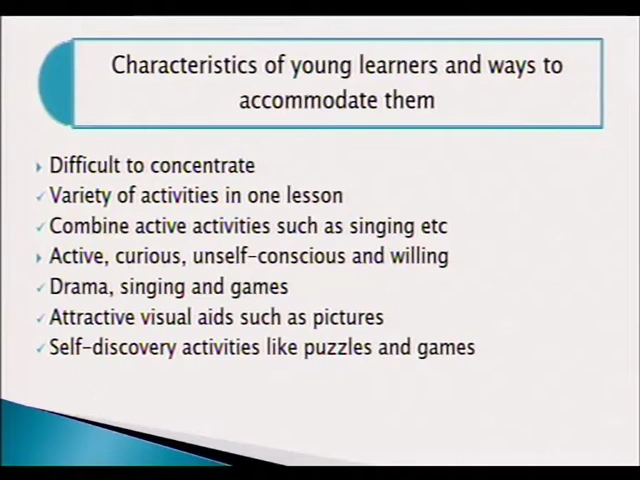 Characteristics of young learners and ways to
accommodate them
Difficult to concentrate
Variety of activities in one lesson
Combine active activities such as singing etc
Active, curious, unself-conscious and willing
Drama, singing and games
Attractive visual aids such as pictures
Self-discovery activities like puzzles and games